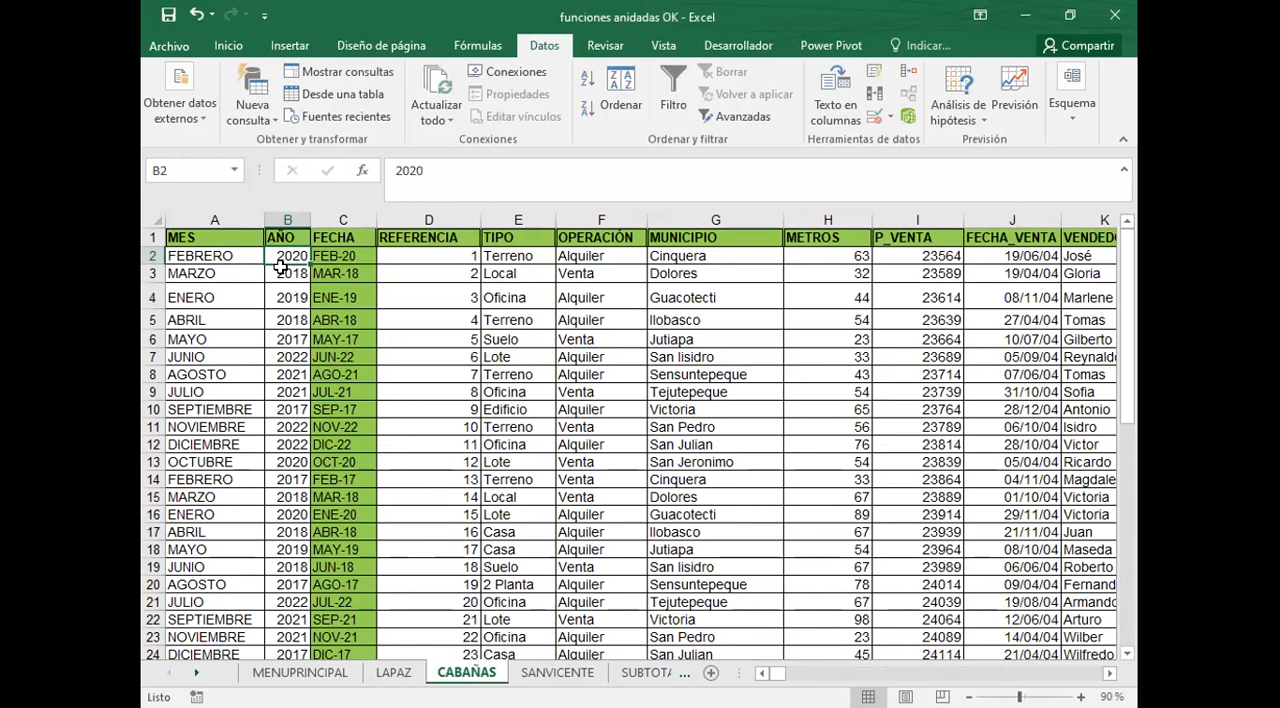 funciones anidadas OK - Excel
Archivo Inicio Insertar Diseño de página Fórmulas Datos Revisar Vista Desarrollador Power Pivot Indicar... Compartir
Obtener datos externos
Nueva consulta
Mostrar consultas
Desde una tabla
Fuentes recientes
Obtener y transformar
Actualizar todo
Conexiones
Propiedades
Editar vínculos
Conexiones
Ordenar
Filtro
Borrar
Volver a aplicar
Avanzadas
Ordenar y filtrar
Texto en columnas
Herramientas de datos
Análisis de hipótesis
Previsión
Previsión
Esquema
B2 fx 2020
A B C D E F G H I J K
1 MES AÑO FECHA REFERENCIA TIPO OPERACIÓN MUNICIPIO METROS P_VENTA FECHA_VENTA VENDED
2 FEBRERO 2020 FEB-20 1 Terreno Alquiler Cinquera 63 23564 19/06/04 José
3 MARZO 2018 MAR-18 2 Local Venta Dolores 32 23589 19/04/04 Gloria
4 ENERO 2019 ENE-19 3 Oficina Alquiler Guacotecti 44 23614 08/11/04 Marlene
5 ABRIL 2018 ABR-18 4 Terreno Alquiler Ilobasco 54 23639 27/04/04 Tomas
6 MAYO 2017 MAY-17 5 Suelo Venta Jutiapa 23 23664 10/07/04 Gilberto
7 JUNIO 2022 JUN-22 6 Lote Alquiler San Iisidro 33 23689 05/09/04 Reynald
8 AGOSTO 2021 AGO-21 7 Terreno Alquiler Sensuntepeque 43 23714 07/06/04 Tomas
9 JULIO 2021 JUL-21 8 Oficina Venta Tejutepeque 54 23739 31/10/04 Sofia
10 SEPTIEMBRE 2017 SEP-17 9 Edificio Alquiler Victoria 65 23764 28/12/04 Antonio
11 NOVIEMBRE 2022 NOV-22 10 Terreno Venta San Pedro 56 23789 06/10/04 Isidro
12 DICIEMBRE 2022 DIC-22 11 Oficina Alquiler San Julian 76 23814 28/10/04 Victor
13 OCTUBRE 2020 OCT-20 12 Lote Venta San Jeronimo 54 23839 05/04/04 Ricardo
14 FEBRERO 2017 FEB-17 13 Terreno Venta Cinquera 33 23864 04/11/04 Magdale
15 MARZO 2018 MAR-18 14 Local Venta Dolores 67 23889 01/10/04 Victoria
16 ENERO 2020 ENE-20 15 Lote Venta Guacotecti 89 23914 29/11/04 Victoria
17 ABRIL 2018 ABR-18 16 Casa Alquiler Ilobasco 67 23939 21/11/04 Juan
18 MAYO 2019 MAY-19 17 Casa Alquiler Jutiapa 54 23964 08/10/04 Maseda
19 JUNIO 2018 JUN-18 18 Suelo Venta San Iisidro 67 23989 06/06/04 Roberto
20 AGOSTO 2017 AGO-17 19 2 Planta Alquiler Sensuntepeque 78 24014 09/04/04 Fernand
21 JULIO 2022 JUL-22 20 Oficina Alquiler Tejutepeque 67 24039 19/08/04 Armando
22 SEPTIEMBRE 2021 SEP-21 21 Lote Venta Victoria 98 24064 12/06/04 Arturo
23 NOVIEMBRE 2021 NOV-21 22 Oficina Alquiler San Pedro 23 24089 14/04/04 Wilber
24 DICIEMBRE 2017 DIC-17 23 Casa Alquiler San Julian 45 24114 21/04/04 Wilfredo
MENUPRINCIPAL LAPAZ CABAÑAS SANVICENTE SUBTOTA ...
Listo 90 %